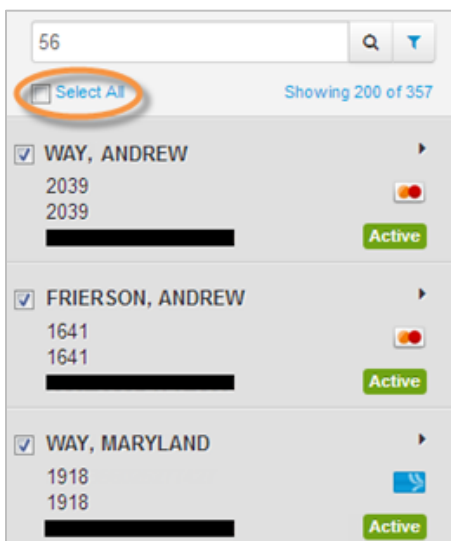 56
Select All Showing 200 of 357
WAY, ANDREW
2039
2039
Active
FRIERSON, ANDREW
1641
1641
Active
WAY, MARYLAND
1918
1918
Active